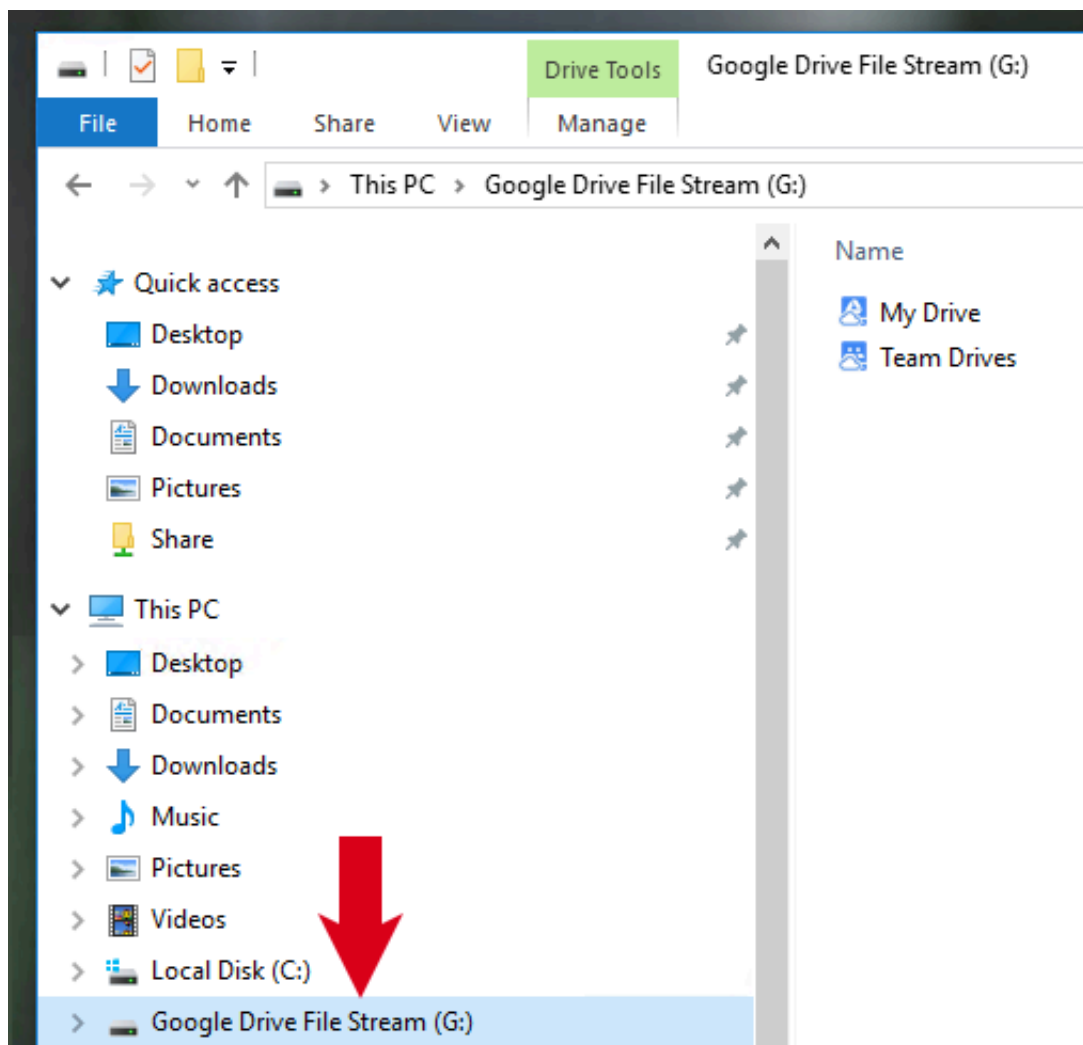 Drive Tools
Google Drive File Stream (G:)
File Home Share View Manage
This PC > Google Drive File Stream (G:)
Quick access
Desktop
Downloads
Documents
Pictures
Share
This PC
Desktop
Documents
Downloads
Music
Pictures
Videos
Local Disk (C:)
Google Drive File Stream (G:)
Name
My Drive
Team Drives